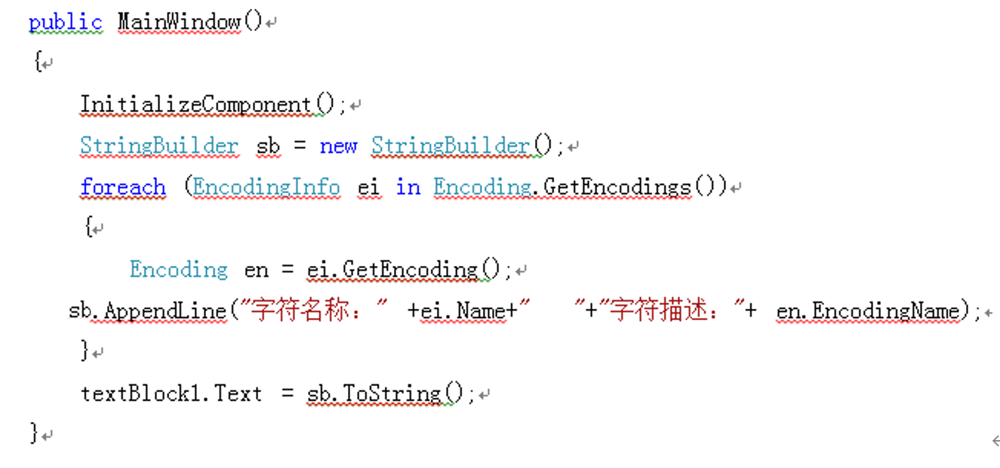 public MainWindow()
{
InitializeComponent();
StringBuilder sb = new StringBuilder();
foreach (EncodingInfo ei in Encoding.GetEncodings())
{
Encoding en = ei.GetEncoding();
sb.AppendLine("字符名称：" +ei.Name+"   "+"字符描述："+ en.EncodingName);
}
textBlock1.Text = sb.ToString();
}